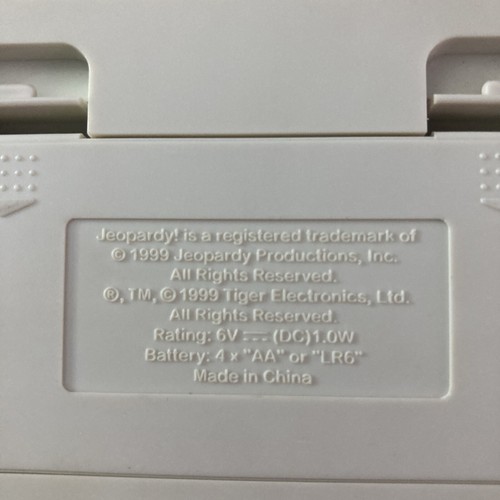 Jeopardy! is a registered trademark of
© 1999 Jeopardy Productions, Inc.
All Rights Reserved.
®, TM, © 1999 Tiger Electronics, Ltd.
All Rights Reserved.
Rating: 6V ⎓ (DC)1.0W
Battery: 4 x "AA" or "LR6"
Made in China